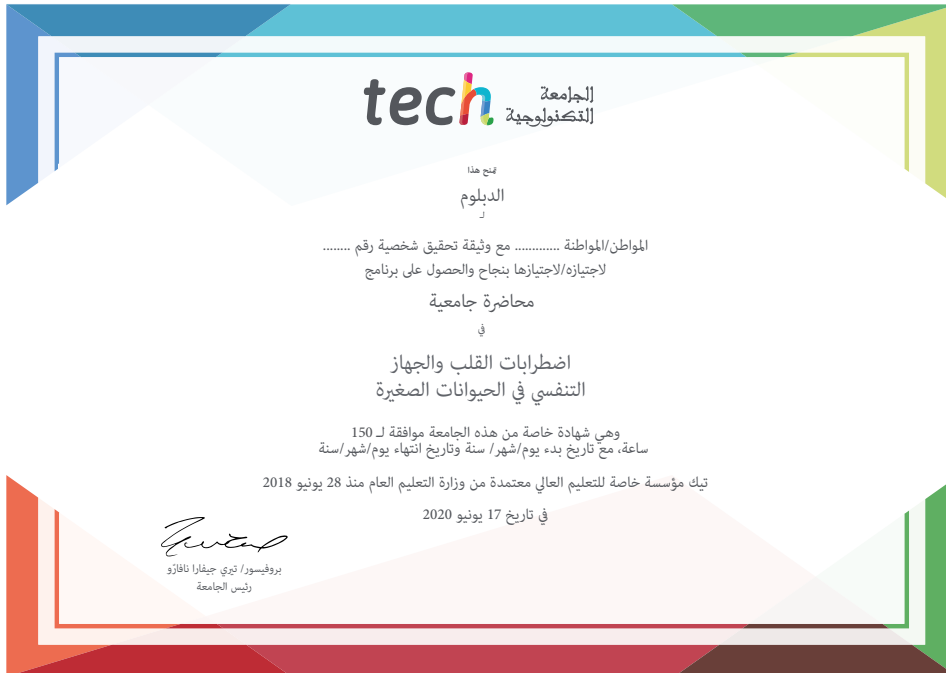 tech الجامعة
التكنولوجية
تمنح هذا
الدبلوم
لـ
المواطن/المواطنة ............. مع وثيقة تحقيق شخصية رقم ........
لاجتيازه/لاجتيازها بنجاح والحصول على برنامج
محاضرة جامعية
في
اضطرابات القلب والجهاز
التنفسي في الحيوانات الصغيرة
وهي شهادة خاصة من هذه الجامعة موافقة لـ 150
ساعة، مع تاريخ بدء يوم/شهر/ سنة وتاريخ انتهاء يوم/شهر/سنة
تيك مؤسسة خاصة للتعليم العالي معتمدة من وزارة التعليم العام منذ 28 يونيو 2018
في تاريخ 17 يونيو 2020
بروفيسور/ تيري جيفارا نافارّو
رئيس الجامعة